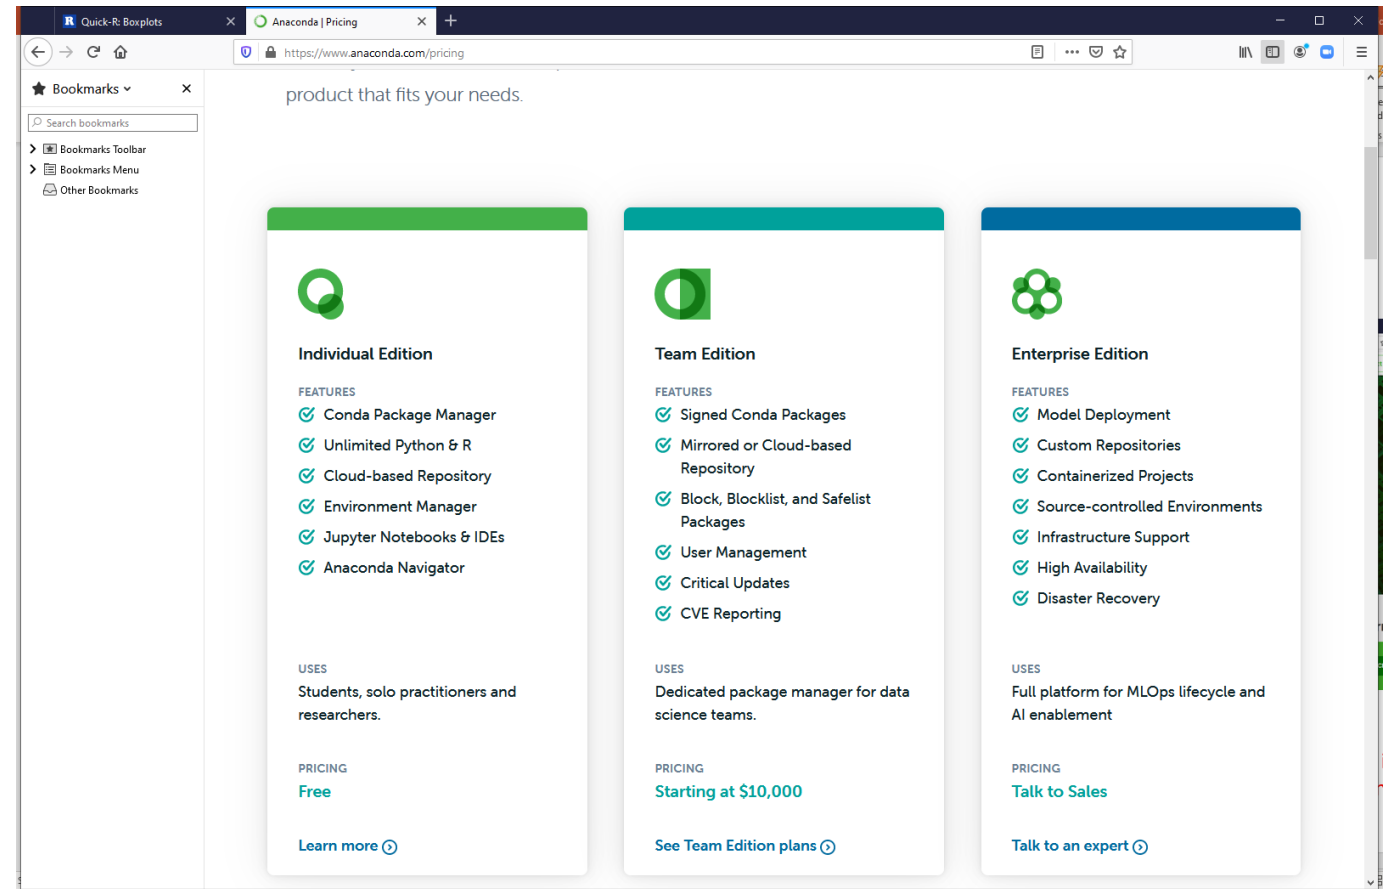 Quick-R: Boxplots
Anaconda | Pricing
https://www.anaconda.com/pricing
Bookmarks
Search bookmarks
Bookmarks Toolbar
Bookmarks Menu
Other Bookmarks
product that fits your needs.
Individual Edition
FEATURES
Conda Package Manager
Unlimited Python & R
Cloud-based Repository
Environment Manager
Jupyter Notebooks & IDEs
Anaconda Navigator
USES
Students, solo practitioners and
researchers.
PRICING
Free
Learn more
Team Edition
FEATURES
Signed Conda Packages
Mirrored or Cloud-based
Repository
Block, Blocklist, and Safelist
Packages
User Management
Critical Updates
CVE Reporting
USES
Dedicated package manager for data
science teams.
PRICING
Starting at $10,000
See Team Edition plans
Enterprise Edition
FEATURES
Model Deployment
Custom Repositories
Containerized Projects
Source-controlled Environments
Infrastructure Support
High Availability
Disaster Recovery
USES
Full platform for MLOps lifecycle and
AI enablement
PRICING
Talk to Sales
Talk to an expert